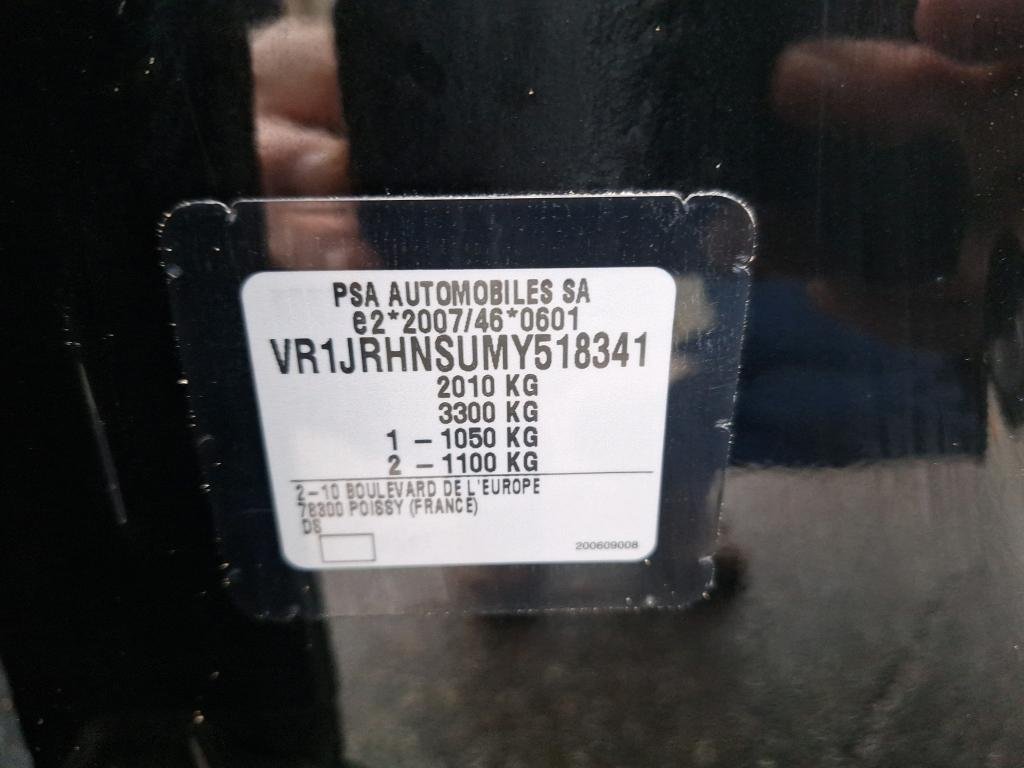 PSA AUTOMOBILES SA
e2*2007/46*0601
VR1JRHNSUMY518341
2010 KG
3300 KG
1 – 1050 KG
2 – 1100 KG
2–10 BOULEVARD DE L'EUROPE
78300 POISSY (FRANCE)
DS
200609008